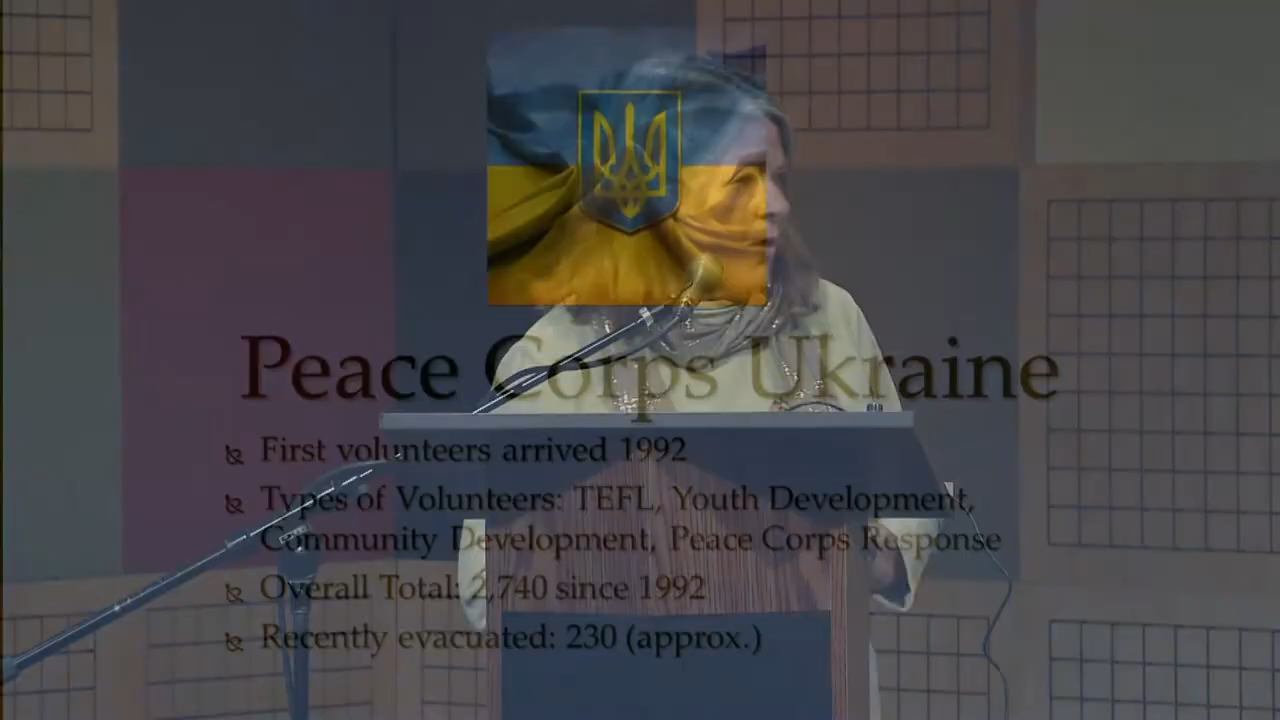 Peace Corps Ukraine
First volunteers arrived 1992
Types of Volunteers: TEFL, Youth Development,
Community Development, Peace Corps Response
Overall Total: 2,740 since 1992
Recently evacuated: 230 (approx.)